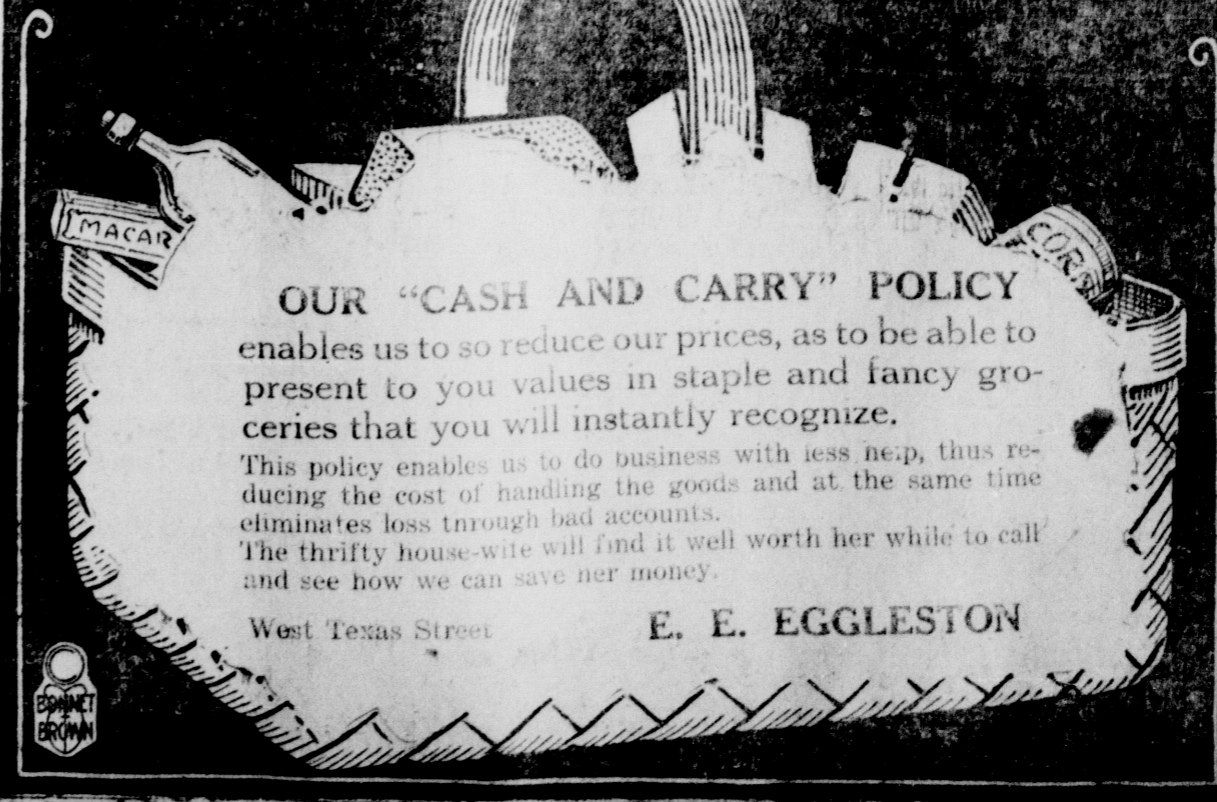 MACAR
CORN
OUR “CASH AND CARRY” POLICY
enables us to so reduce our prices, as to be able to
present to you values in staple and fancy gro-
ceries that you will instantly recognize.
This policy enables us to do business with less help, thus re-
ducing the cost of handling the goods and at the same time
eliminates loss through bad accounts.
The thrifty house-wife will find it well worth her while to call
and see how we can save her money.
West Texas Street E. E. EGGLESTON
BONNET
BROWN